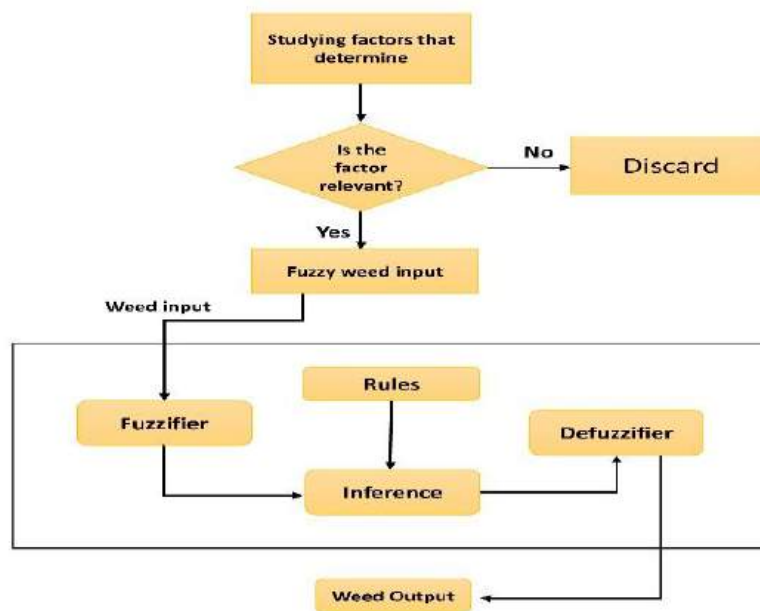 Studying factors that
determine
Is the
factor
relevant?
No
Discard
Yes
Fuzzy weed input
Weed input
Rules
Fuzzifier
Defuzzifier
Inference
Weed Output